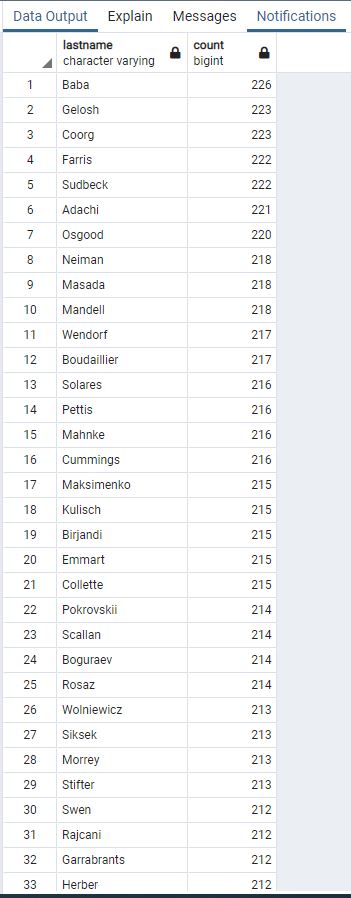 Data Output Explain Messages Notifications
lastname count
character varying bigint
1 Baba 226
2 Gelosh 223
3 Coorg 223
4 Farris 222
5 Sudbeck 222
6 Adachi 221
7 Osgood 220
8 Neiman 218
9 Masada 218
10 Mandell 218
11 Wendorf 217
12 Boudaillier 217
13 Solares 216
14 Pettis 216
15 Mahnke 216
16 Cummings 216
17 Maksimenko 215
18 Kulisch 215
19 Birjandi 215
20 Emmart 215
21 Collette 215
22 Pokrovskii 214
23 Scallan 214
24 Boguraev 214
25 Rosaz 214
26 Wolniewicz 213
27 Siksek 213
28 Morrey 213
29 Stifter 213
30 Swen 212
31 Rajcani 212
32 Garrabrants 212
33 Herber 212